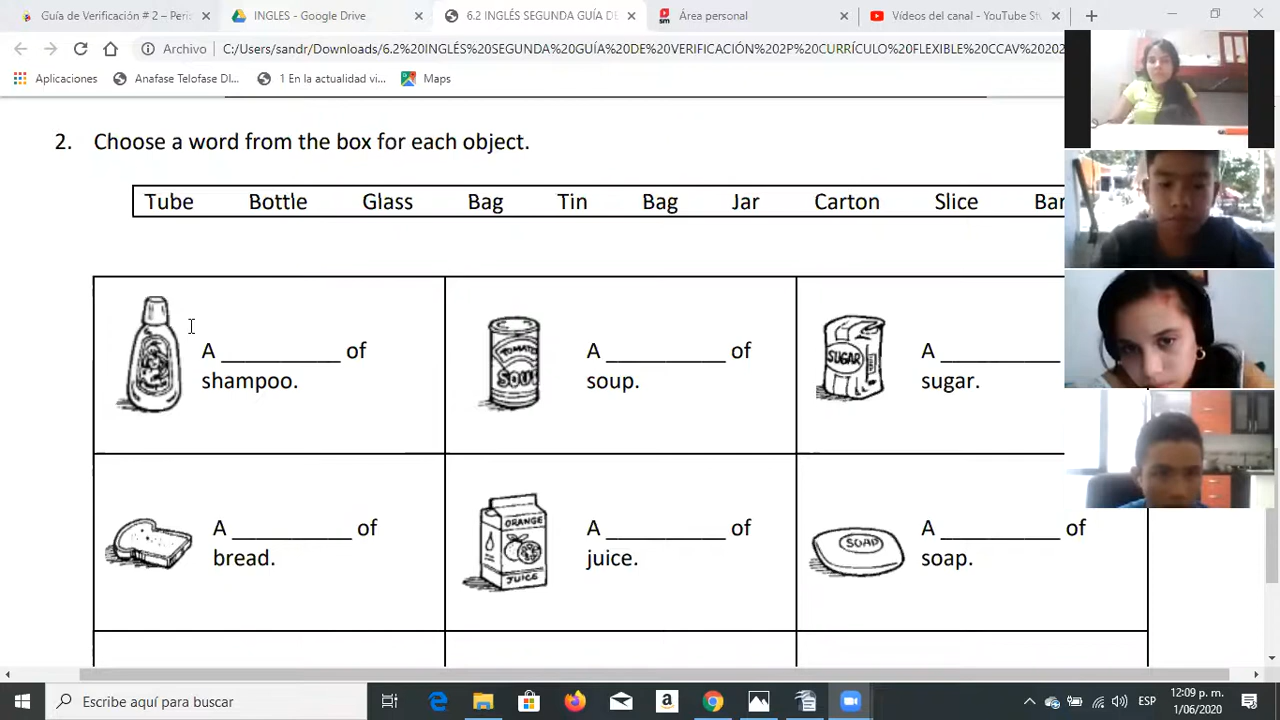 Guía de Verificación # 2 – Peri
INGLES - Google Drive
6.2 INGLÉS SEGUNDA GUÍA DE
Área personal
Vídeos del canal - YouTube St
Archivo
C:/Users/sandr/Downloads/6.2%20INGLÉS%20SEGUNDA%20GUÍA%20DE%20VERIFICACIÓN%202P%20CURRÍCULO%20FLEXIBLE%20CCAV%202
Aplicaciones
Anafase Telofase DI...
1 En la actualidad vi...
Maps
2. Choose a word from the box for each object.
Tube Bottle Glass Bag Tin Bag Jar Carton Slice Bar
A __________ of
shampoo.
TOMATO
SOUP
A __________ of
soup.
SUGAR
A __________
sugar.
A __________ of
bread.
ORANGE
JUICE
A __________ of
juice.
SOAP
A __________ of
soap.
Escribe aquí para buscar
ESP
12:09 p. m.
1/06/2020